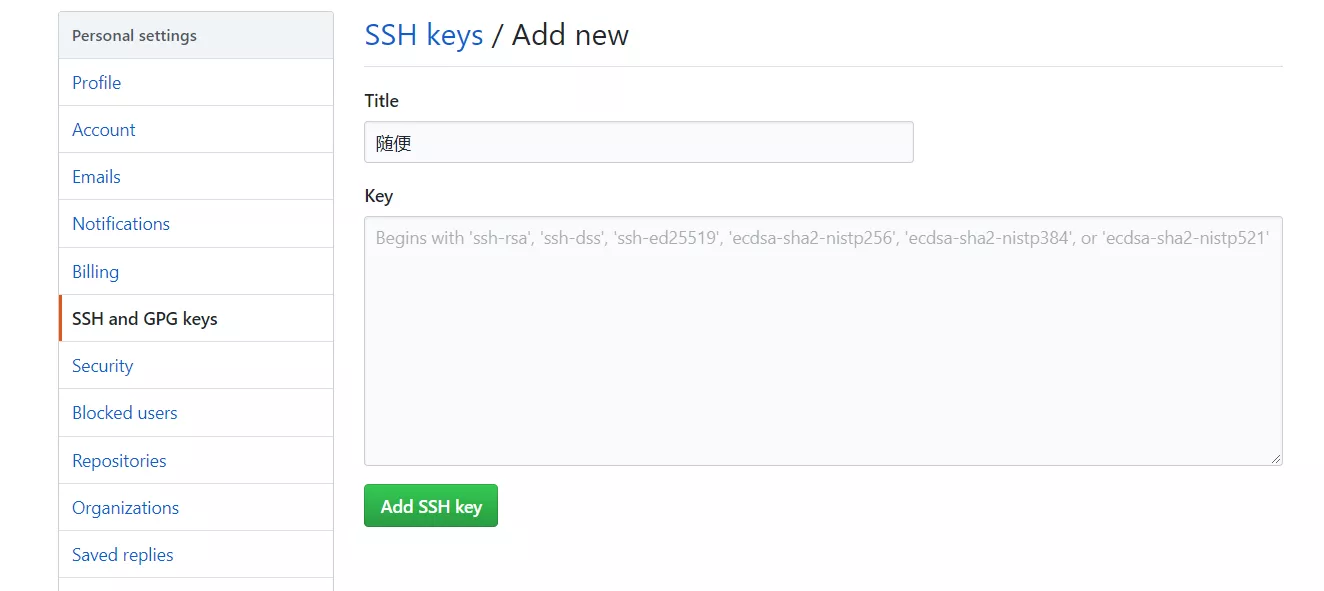 Personal settings
Profile
Account
Emails
Notifications
Billing
SSH and GPG keys
Security
Blocked users
Repositories
Organizations
Saved replies
SSH keys / Add new
Title
随便
Key
Begins with 'ssh-rsa', 'ssh-dss', 'ssh-ed25519', 'ecdsa-sha2-nistp256', 'ecdsa-sha2-nistp384', or 'ecdsa-sha2-nistp521'
Add SSH key